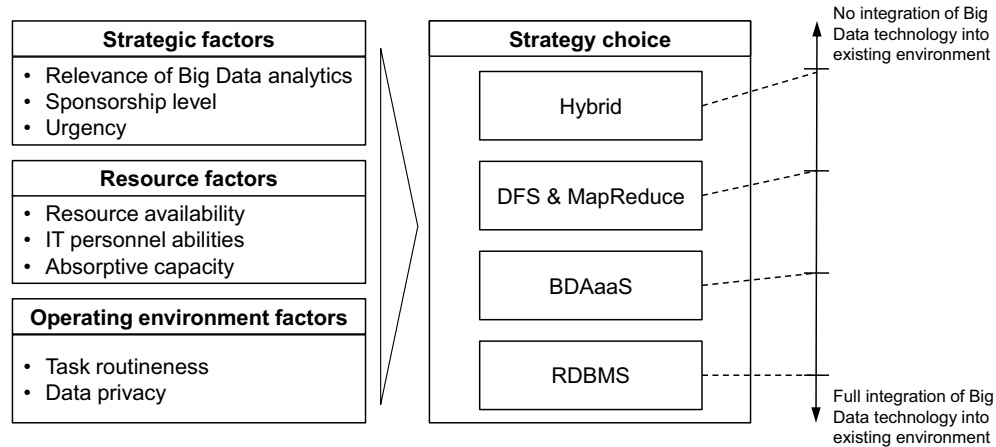 Strategic factors
• Relevance of Big Data analytics
• Sponsorship level
• Urgency
Resource factors
• Resource availability
• IT personnel abilities
• Absorptive capacity
Operating environment factors
• Task routineness
• Data privacy
Strategy choice
Hybrid
DFS & MapReduce
BDAaaS
RDBMS
No integration of Big
Data technology into
existing environment
Full integration of Big
Data technology into
existing environment